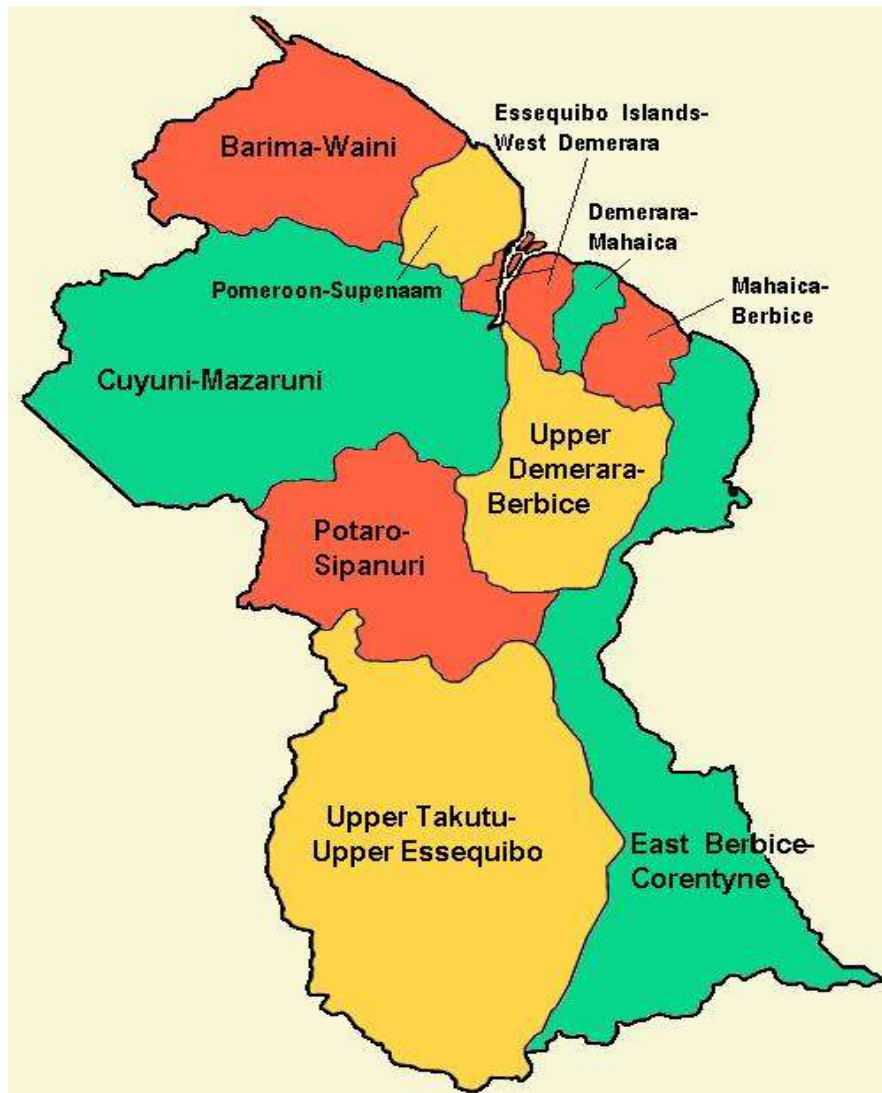 Essequibo Islands-
West Demerara
Barima-Waini
Demerara-
Mahaica
Pomeroon-Supenaam
Mahaica-
Berbice
Cuyuni-Mazaruni
Upper
Demerara-
Berbice
Potaro-
Sipanuri
Upper Takutu-
Upper Essequibo
East Berbice-
Corentyne